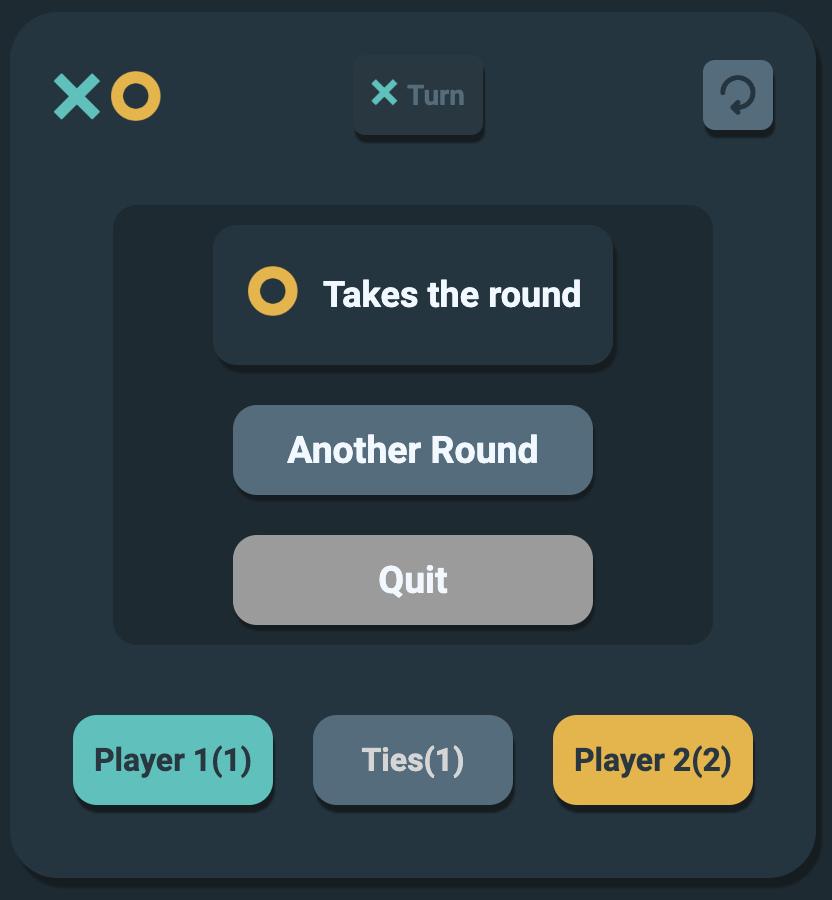 Turn
Takes the round
Another Round
Quit
Player 1(1)
Ties(1)
Player 2(2)